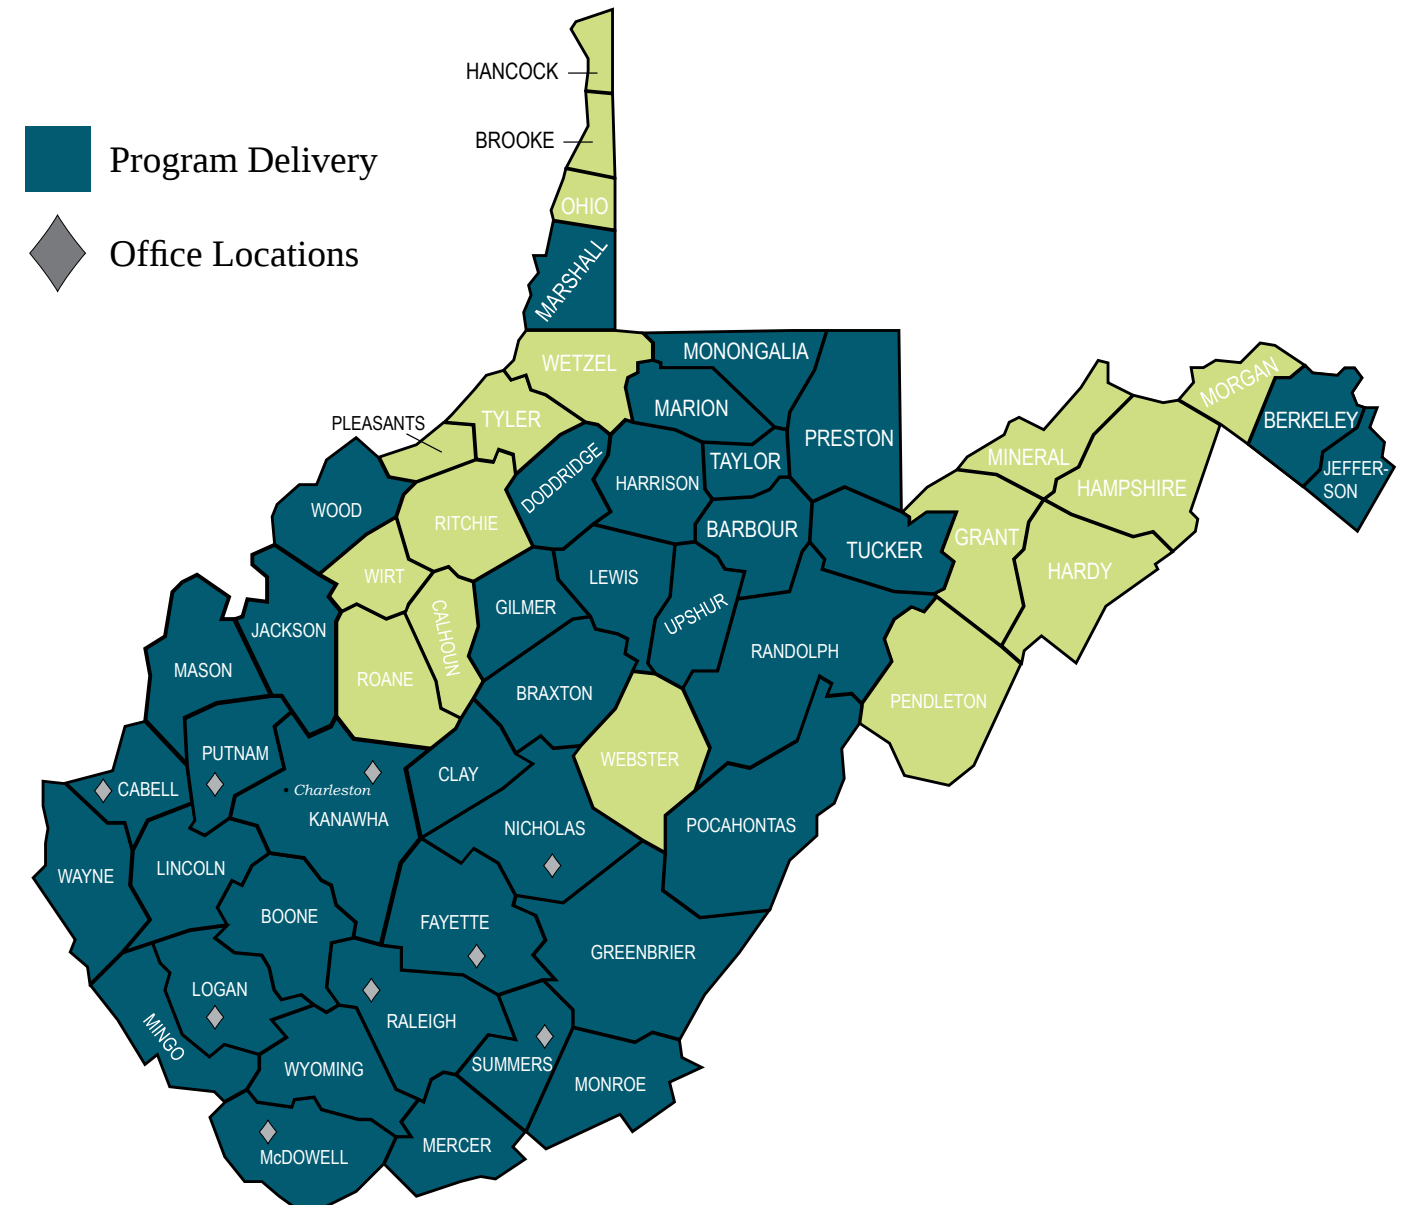 HANCOCK
BROOKE
Program Delivery
OHIO
Office Locations
MARSHALL
MONONGALIA
WETZEL
MORGAN
MARION
TYLER
PLEASANTS
BERKELEY
PRESTON
MINERAL
TAYLOR
JEFFER-
SON
DODDRIDGE
HARRISON
HAMPSHIRE
WOOD
RITCHIE
BARBOUR
GRANT
TUCKER
HARDY
WIRT
LEWIS
GILMER
UPSHUR
CALHOUN
JACKSON
RANDOLPH
MASON
ROANE
BRAXTON
PENDLETON
PUTNAM
WEBSTER
CLAY
CABELL
Charleston
KANAWHA
NICHOLAS
POCAHONTAS
LINCOLN
WAYNE
BOONE
FAYETTE
GREENBRIER
LOGAN
RALEIGH
MINGO
SUMMERS
WYOMING
MONROE
MERCER
McDOWELL